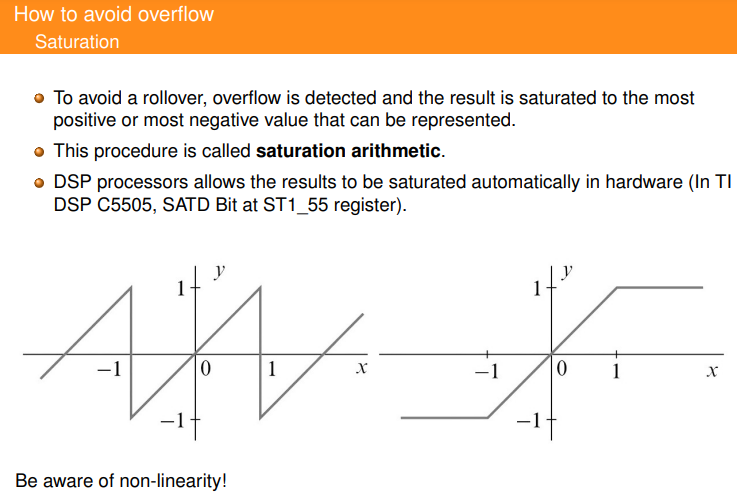 How to avoid overflow
Saturation
To avoid a rollover, overflow is detected and the result is saturated to the most
positive or most negative value that can be represented.
This procedure is called saturation arithmetic.
DSP processors allows the results to be saturated automatically in hardware (In TI
DSP C5505, SATD Bit at ST1_55 register).
y
1
−1
0
1
x
−1
y
1
−1
0
1
x
−1
Be aware of non-linearity!